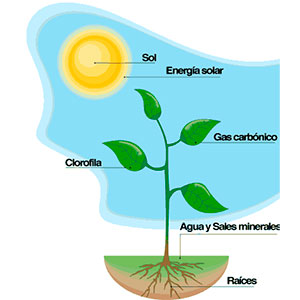 Sol
Energía solar
Gas carbónico
Clorofila
Agua y Sales minerales
Raíces